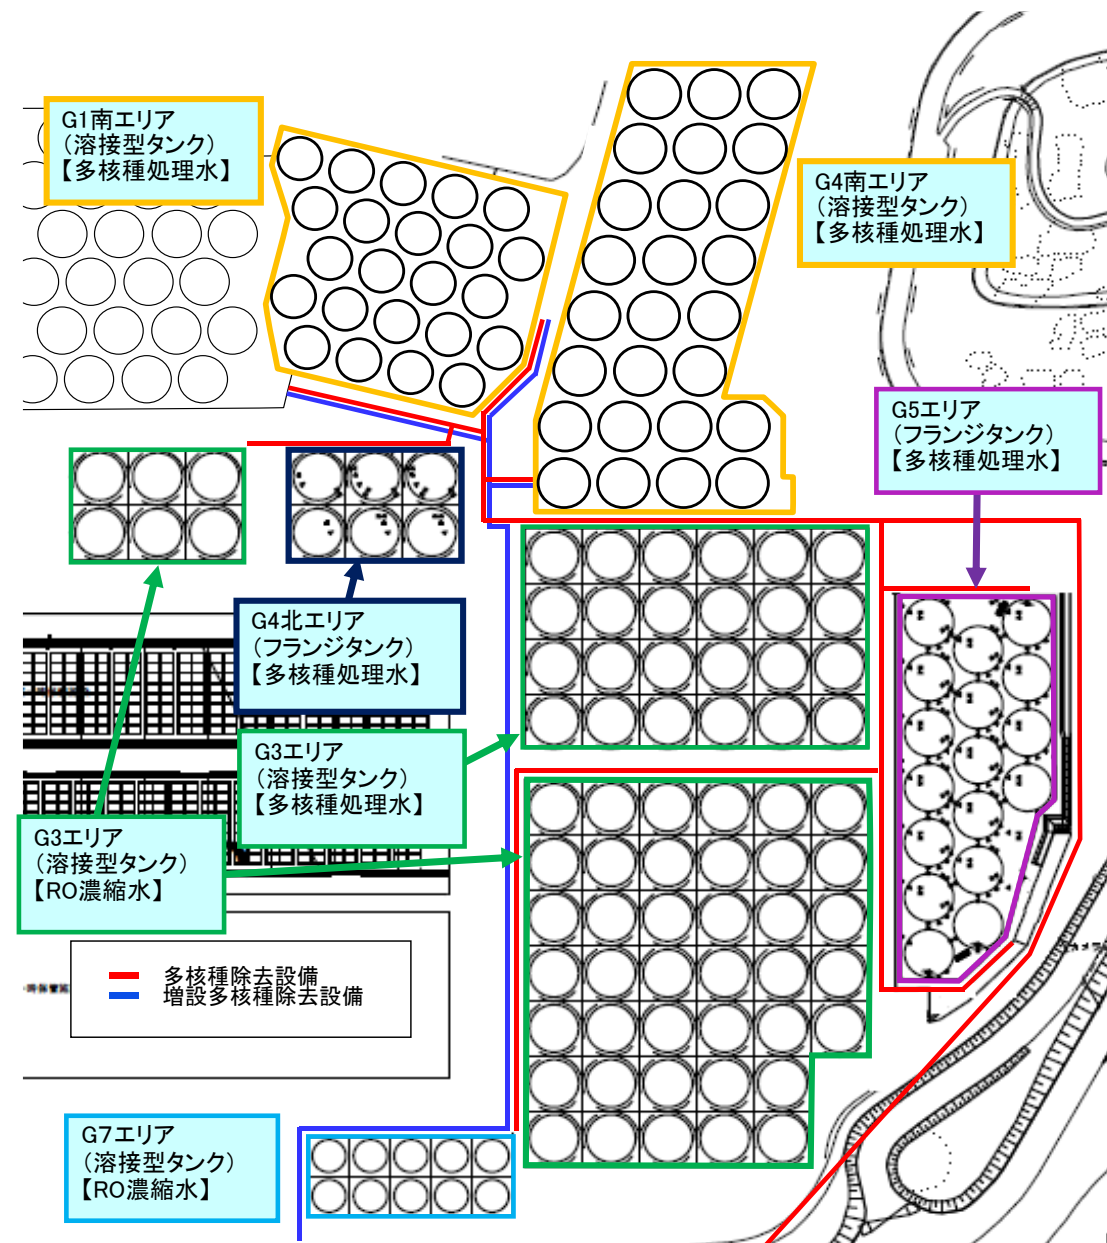 G1南エリア
(溶接型タンク)
【多核種処理水】
G4南エリア
(溶接型タンク)
【多核種処理水】
G5エリア
(フランジタンク)
【多核種処理水】
G4北エリア
(フランジタンク)
【多核種処理水】
G3エリア
(溶接型タンク)
【多核種処理水】
G3エリア
(溶接型タンク)
【RO濃縮水】
多核種除去設備
増設多核種除去設備
G7エリア
(溶接型タンク)
【RO濃縮水】